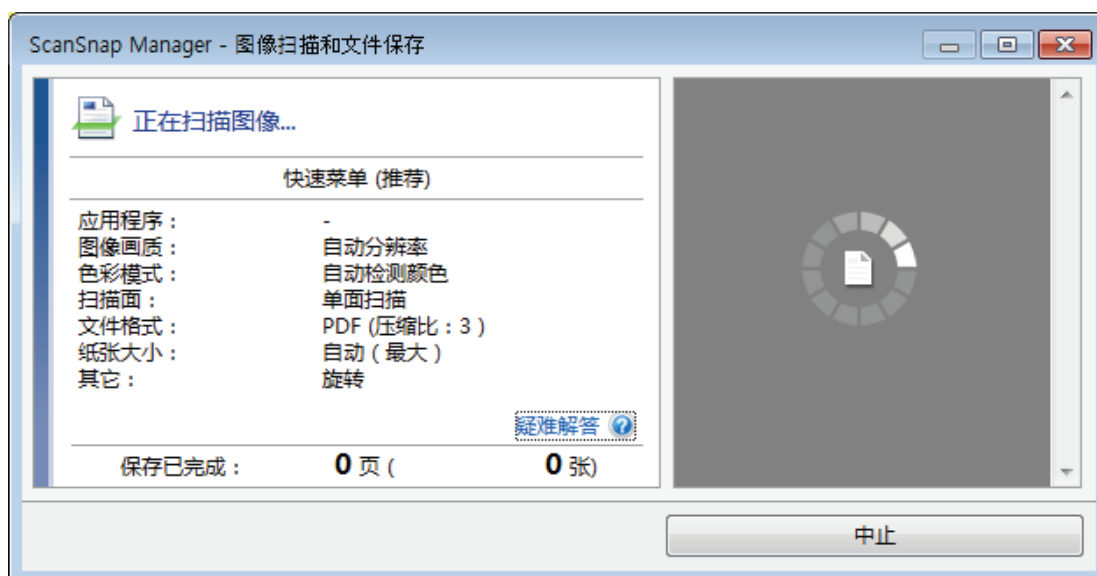 ScanSnap Manager - 图像扫描和文件保存
正在扫描图像...
快速菜单 (推荐)
应用程序： -
图像画质： 自动分辨率
色彩模式： 自动检测颜色
扫描面： 单面扫描
文件格式： PDF (压缩比：3）
纸张大小： 自动（最大）
其它： 旋转
疑难解答
保存已完成： 0 页 ( 0 张)
中止